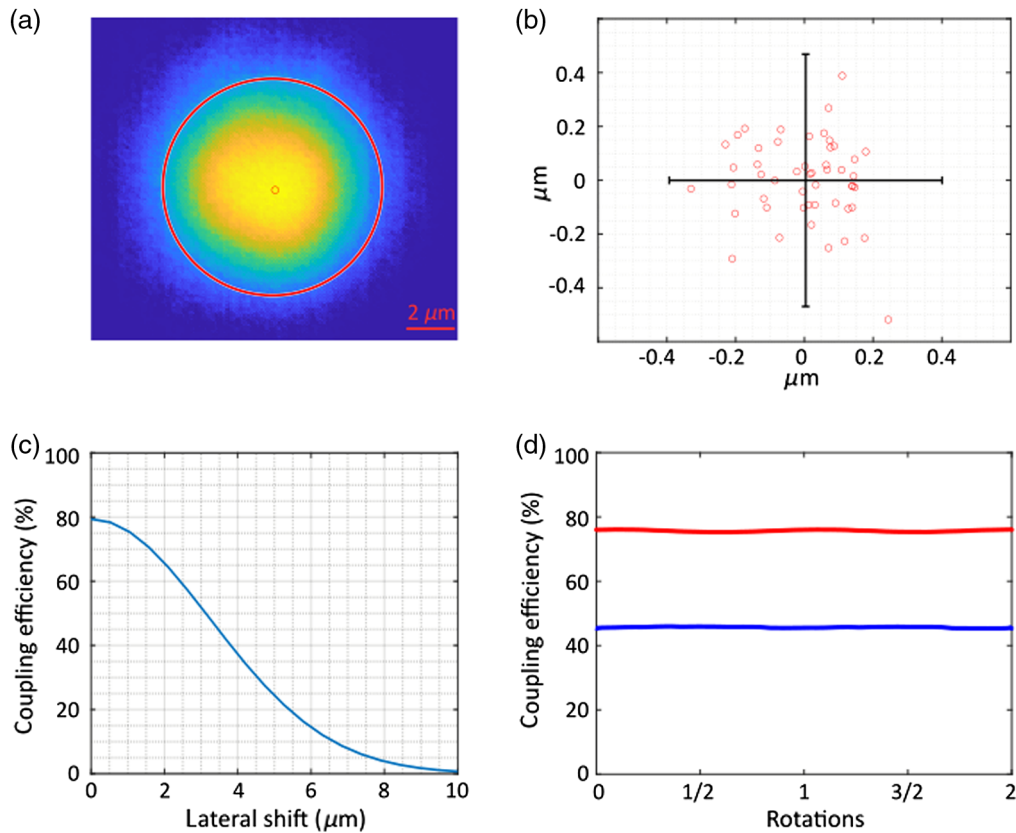 (a)
2 μm
(b)
0.4
0.2
0
-0.2
-0.4
μm
-0.4 -0.2 0 0.2 0.4
μm
(c)
100
80
60
40
20
0
Coupling efficiency (%)
0 2 4 6 8 10
Lateral shift (μm)
(d)
100
80
60
40
20
0
Coupling efficiency (%)
0 1/2 1 3/2 2
Rotations